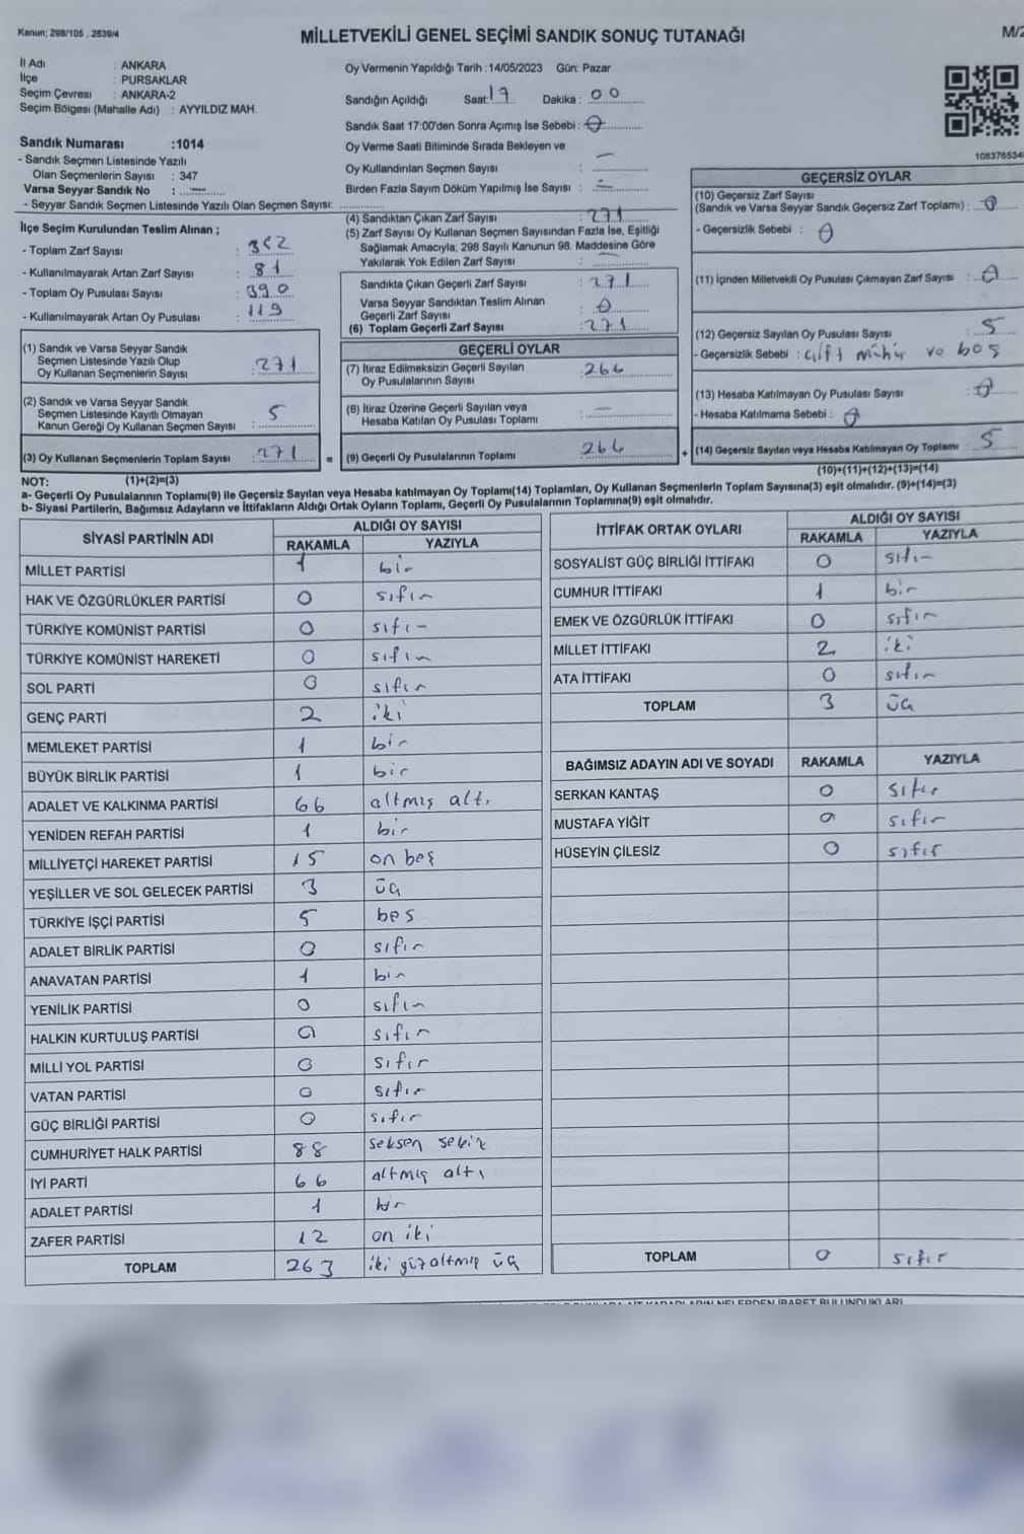 Kanun; 298/105 , 2839/4
MİLLETVEKİLİ GENEL SEÇİMİ SANDIK SONUÇ TUTANAĞI
M/2
İl Adı : ANKARA
İlçe : PURSAKLAR
Seçim Çevresi : ANKARA-2
Seçim Bölgesi (Mahalle Adı) : AYYILDIZ MAH.
Oy Vermenin Yapıldığı Tarih :14/05/2023 Gün: Pazar
Sandığın Açıldığı Saat: 19 Dakika : 00
Sandık Saat 17:00'den Sonra Açımış İse Sebebi : 0
Oy Verme Saati Bitiminde Sırada Bekleyen ve
Oy Kullandırılan Seçmen Sayısı : —
Birden Fazla Sayım Döküm Yapılmış İse Sayısı : —
Sandık Numarası :1014
- Sandık Seçmen Listesinde Yazılı
Olan Seçmenlerin Sayısı : 347
Varsa Seyyar Sandık No : —
- Seyyar Sandık Seçmen Listesinde Yazılı Olan Seçmen Sayısı:
İlçe Seçim Kurulundan Teslim Alınan ;
- Toplam Zarf Sayısı : 352
- Kullanılmayarak Artan Zarf Sayısı : 81
- Toplam Oy Pusulası Sayısı : 390
- Kullanılmayarak Artan Oy Pusulası : 119
(1) Sandık ve Varsa Seyyar Sandık
Seçmen Listesinde Yazılı Olup
Oy Kullanan Seçmenlerin Sayısı : 271
(2) Sandık ve Varsa Seyyar Sandık
Seçmen Listesinde Kayıtlı Olmayan
Kanun Gereği Oy Kullanan Seçmen Sayısı : 5
(3) Oy Kullanan Seçmenlerin Toplam Sayısı : 271 =
(4) Sandıktan Çıkan Zarf Sayısı : 271
(5) Zarf Sayısı Oy Kullanan Seçmen Sayısından Fazla İse, Eşitliği
Sağlamak Amacıyla; 298 Sayılı Kanunun 98. Maddesine Göre
Yakılarak Yok Edilen Zarf Sayısı : —
Sandıkta Çıkan Geçerli Zarf Sayısı : 271
Varsa Seyyar Sandıktan Teslim Alınan
Geçerli Zarf Sayısı : 0
(6) Toplam Geçerli Zarf Sayısı : 271
GEÇERLİ OYLAR
(7) İtiraz Edilmeksizin Geçerli Sayılan
Oy Pusulalarının Sayısı : 266
(8) İtiraz Üzerine Geçerli Sayılan veya
Hesaba Katılan Oy Pusulası Toplamı : —
(9) Geçerli Oy Pusulalarının Toplamı 266 +
GEÇERSİZ OYLAR
(10) Geçersiz Zarf Sayısı
(Sandık ve Varsa Seyyar Sandık Geçersiz Zarf Toplamı) : 0
- Geçersizlik Sebebi : 0
(11) İçinden Milletvekili Oy Pusulası Çıkmayan Zarf Sayısı : 0
(12) Geçersiz Sayılan Oy Pusulası Sayısı : 5
- Geçersizlik Sebebi : çift mühür ve boş
(13) Hesaba Katılmayan Oy Pusulası Sayısı : 0
- Hesaba Katılmama Sebebi : 0
(14) Geçersiz Sayılan veya Hesaba Katılmayan Oy Toplamı 5
NOT: (1)+(2)=(3)
(10)+(11)+(12)+(13)=(14)
a- Geçerli Oy Pusulalarının Toplamı(9) ile Geçersiz Sayılan veya Hesaba katılmayan Oy Toplamı(14) Toplamları, Oy Kullanan Seçmenlerin Toplam Sayısına(3) eşit olmalıdır. (9)+(14)=(3)
b- Siyasi Partilerin, Bağımsız Adayların ve İttifakların Aldığı Ortak Oyların Toplamı, Geçerli Oy Pusulalarının Toplamına(9) eşit olmalıdır.
SİYASİ PARTİNİN ADI ALDIĞI OY SAYISI
RAKAMLA YAZIYLA
MİLLET PARTİSİ 1 bir
HAK VE ÖZGÜRLÜKLER PARTİSİ 0 sıfır
TÜRKİYE KOMÜNİST PARTİSİ 0 sıfır
TÜRKİYE KOMÜNİST HAREKETİ 0 sıfır
SOL PARTİ 0 sıfır
GENÇ PARTİ 2 iki
MEMLEKET PARTİSİ 1 bir
BÜYÜK BİRLİK PARTİSİ 1 bir
ADALET VE KALKINMA PARTİSİ 66 altmış altı
YENİDEN REFAH PARTİSİ 1 bir
MİLLİYETÇİ HAREKET PARTİSİ 15 on beş
YEŞİLLER VE SOL GELECEK PARTİSİ 3 üç
TÜRKİYE İŞÇİ PARTİSİ 5 beş
ADALET BİRLİK PARTİSİ 0 sıfır
ANAVATAN PARTİSİ 1 bir
YENİLİK PARTİSİ 0 sıfır
HALKIN KURTULUŞ PARTİSİ 0 sıfır
MİLLİ YOL PARTİSİ 0 sıfır
VATAN PARTİSİ 0 sıfır
GÜÇ BİRLİĞİ PARTİSİ 0 sıfır
CUMHURİYET HALK PARTİSİ 88 seksen sekiz
İYİ PARTİ 66 altmış altı
ADALET PARTİSİ 1 bir
ZAFER PARTİSİ 12 on iki
TOPLAM 263 iki yüz altmış üç
İTTİFAK ORTAK OYLARI ALDIĞI OY SAYISI
RAKAMLA YAZIYLA
SOSYALİST GÜÇ BİRLİĞİ İTTİFAKI 0 sıfır
CUMHUR İTTİFAKI 1 bir
EMEK VE ÖZGÜRLÜK İTTİFAKI 0 sıfır
MİLLET İTTİFAKI 2 iki
ATA İTTİFAKI 0 sıfır
TOPLAM 3 üç
BAĞIMSIZ ADAYIN ADI VE SOYADI RAKAMLA YAZIYLA
SERKAN KANTAŞ 0 sıfır
MUSTAFA YİĞİT 0 sıfır
HÜSEYİN ÇİLESİZ 0 sıfır
TOPLAM 0 sıfır